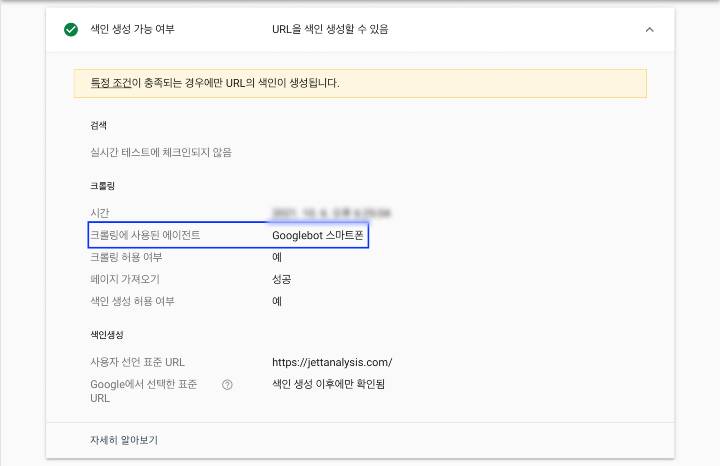 색인 생성 가능 여부 URL을 색인 생성할 수 있음
특정 조건이 충족되는 경우에만 URL의 색인이 생성됩니다.
검색
실시간 테스트에 체크인되지 않음
크롤링
시간
크롤링에 사용된 에이전트 Googlebot 스마트폰
크롤링 허용 여부 예
페이지 가져오기 성공
색인 생성 허용 여부 예
색인생성
사용자 선언 표준 URL https://jettanalysis.com/
Google에서 선택한 표준 색인 생성 이후에만 확인됨
URL
자세히 알아보기